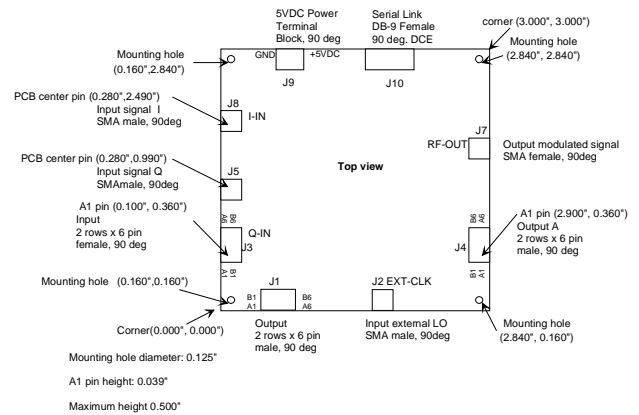 5VDC Power
Terminal
Block, 90 deg
Serial Link
DB-9 Female
90 deg. DCE
corner (3.000", 3.000")
Mounting hole
(0.160",2.840")
GND
+5VDC
Mounting hole
(2.840", 2.840")
J9
J10
PCB center pin (0.280",2.490")
Input signal I
SMA male, 90deg
J8
I-IN
J7
RF-OUT
Output modulated signal
SMA female, 90deg
PCB center pin (0.280",0.990")
Input signal Q
SMAmale, 90deg
J5
Top view
A1 pin (0.100", 0.360")
Input
2 rows x 6 pin
female, 90 deg
A6
B6
Q-IN
J3
A1
B1
B6
A6
J4
B1
A1
A1 pin (2.900", 0.360")
Output A
2 rows x 6 pin
male, 90 deg
Mounting hole (0.160",0.160")
J1
B1
A1
B6
A6
J2 EXT-CLK
Corner(0.000", 0.000")
Output
2 rows x 6 pin
male, 90 deg
Input external LO
SMA male, 90deg
Mounting hole
(2.840", 0.160")
Mounting hole diameter: 0.125"
A1 pin height: 0.039"
Maximum height 0.500"